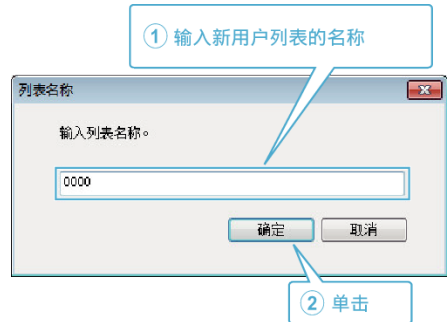 ① 输入新用户列表的名称
列表名称
输入列表名称。
0000
确定
取消
② 单击